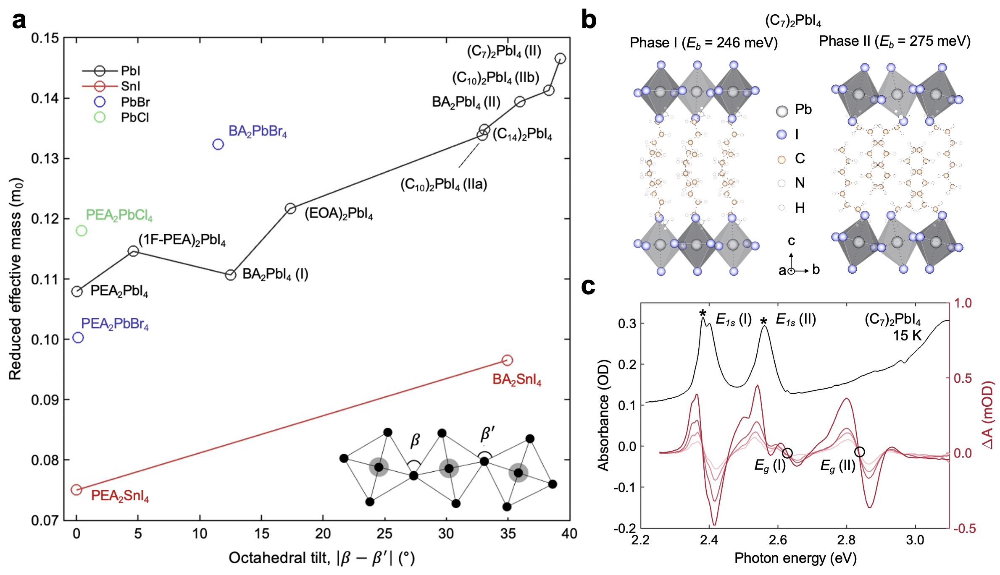 a
0.15
0.14
0.13
0.12
0.11
0.10
0.09
0.08
0.07
Reduced effective mass (m₀)
0
5
10
15
20
25
30
35
40
Octahedral tilt, |β − β′| (°)
PbI
SnI
PbBr
PbCl
(C₇)₂PbI₄ (II)
(C₁₀)₂PbI₄ (IIb)
BA₂PbI₄ (II)
(C₁₄)₂PbI₄
(C₁₀)₂PbI₄ (IIa)
BA₂PbBr₄
(EOA)₂PbI₄
PEA₂PbCl₄
(1F-PEA)₂PbI₄
BA₂PbI₄ (I)
PEA₂PbI₄
PEA₂PbBr₄
BA₂SnI₄
PEA₂SnI₄
β
β′
b
(C₇)₂PbI₄
Phase I (E_b = 246 meV)
Phase II (E_b = 275 meV)
Pb
I
C
N
H
c
a
b
c
0.3
0.2
0.1
0.0
-0.1
-0.2
Absorbance (OD)
1.0
0.5
0.0
-0.5
ΔA (mOD)
2.2
2.4
2.6
2.8
3.0
Photon energy (eV)
* E₁ₛ (I)
* E₁ₛ (II)
(C₇)₂PbI₄
15 K
E_g (I)
E_g (II)